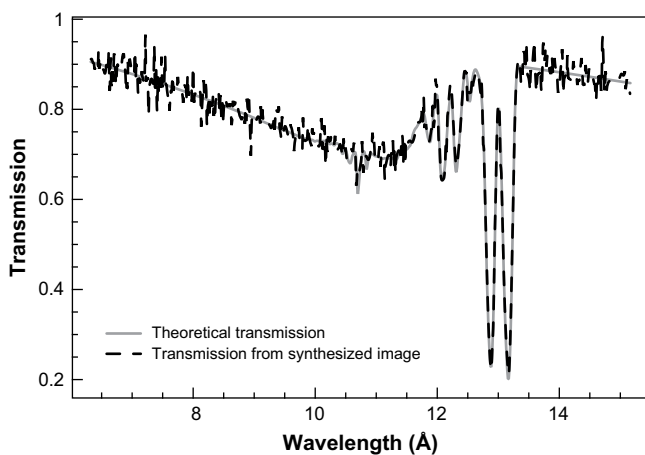 1
0.8
0.6
0.4
0.2
Transmission
Theoretical transmission
Transmission from synthesized image
8
10
12
14
Wavelength (Å)